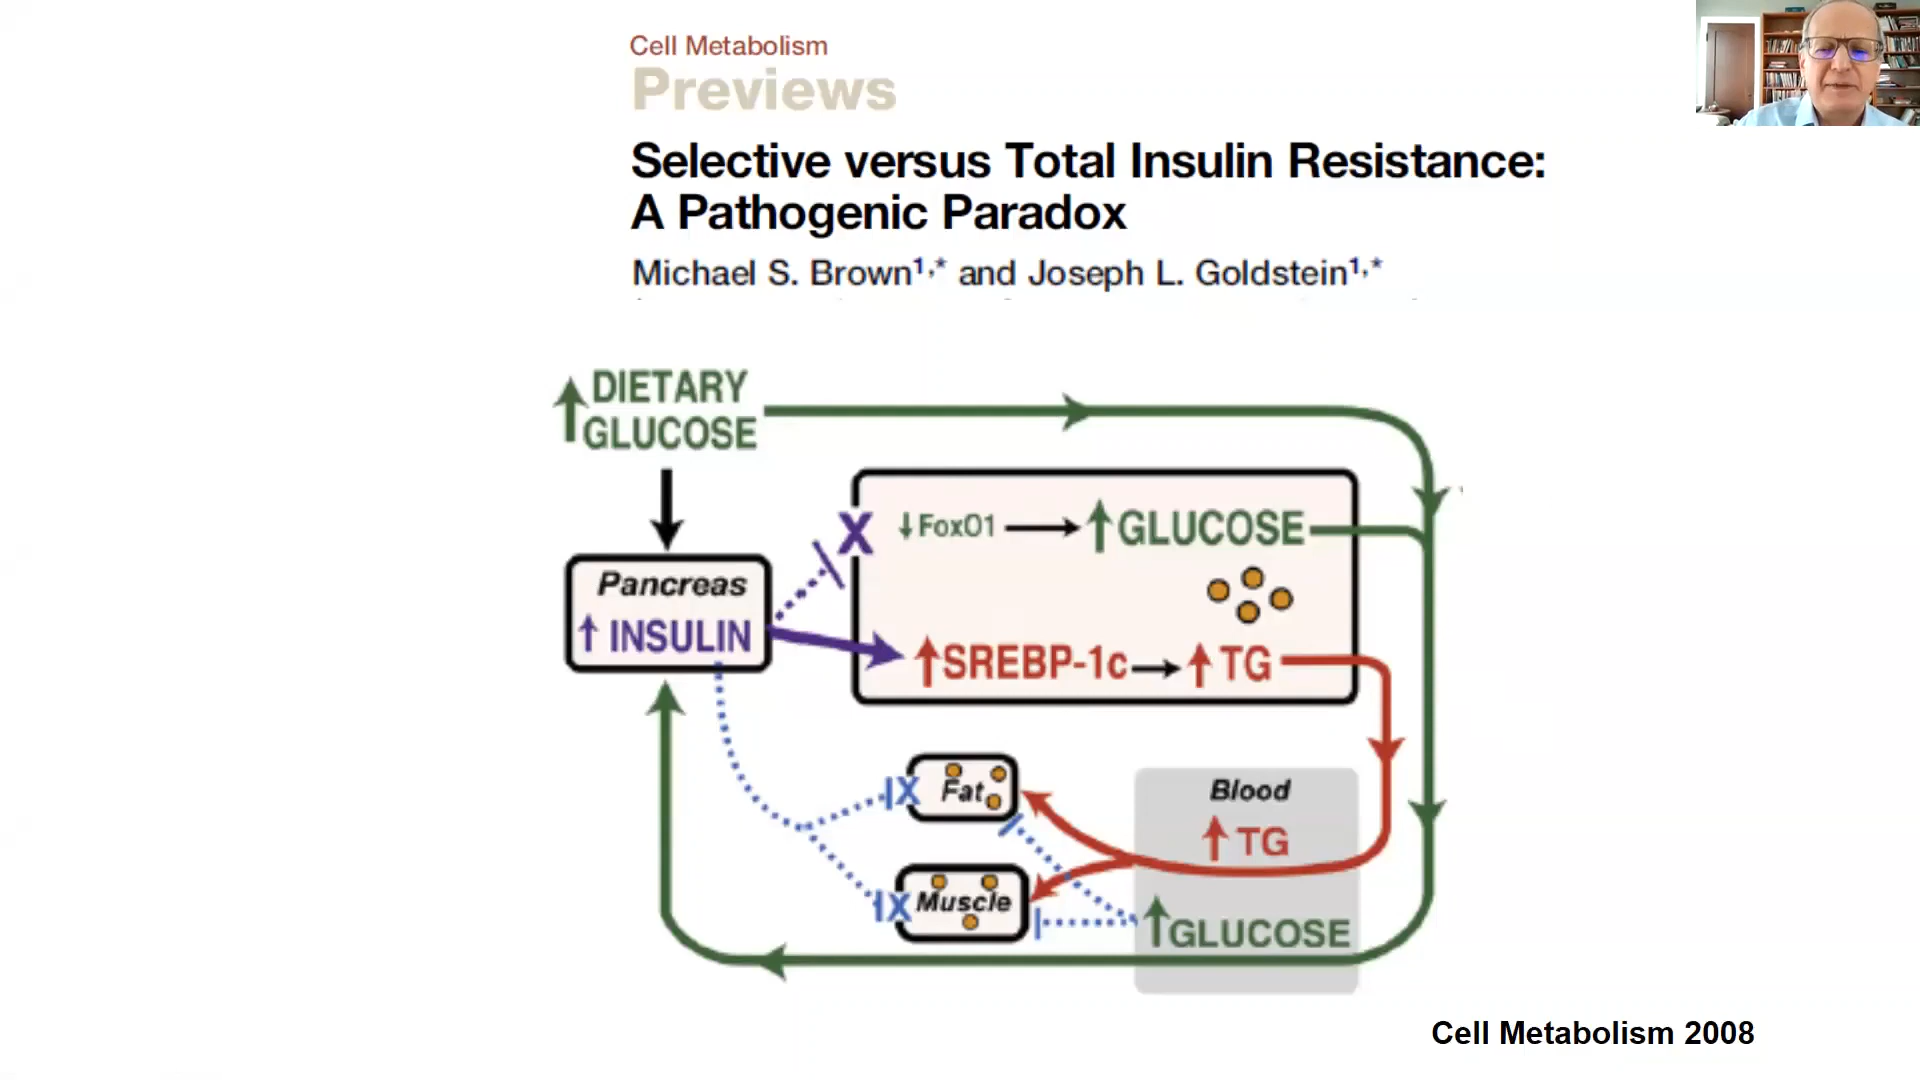 Cell Metabolism
Previews
Selective versus Total Insulin Resistance:
A Pathogenic Paradox
Michael S. Brown1,* and Joseph L. Goldstein1,*
↑ DIETARY
GLUCOSE
X ↓FoxO1 → ↑GLUCOSE
Pancreas
↑ INSULIN
↑SREBP-1c → ↑ TG
X Fat
Blood
↑ TG
X Muscle
↑GLUCOSE
Cell Metabolism 2008